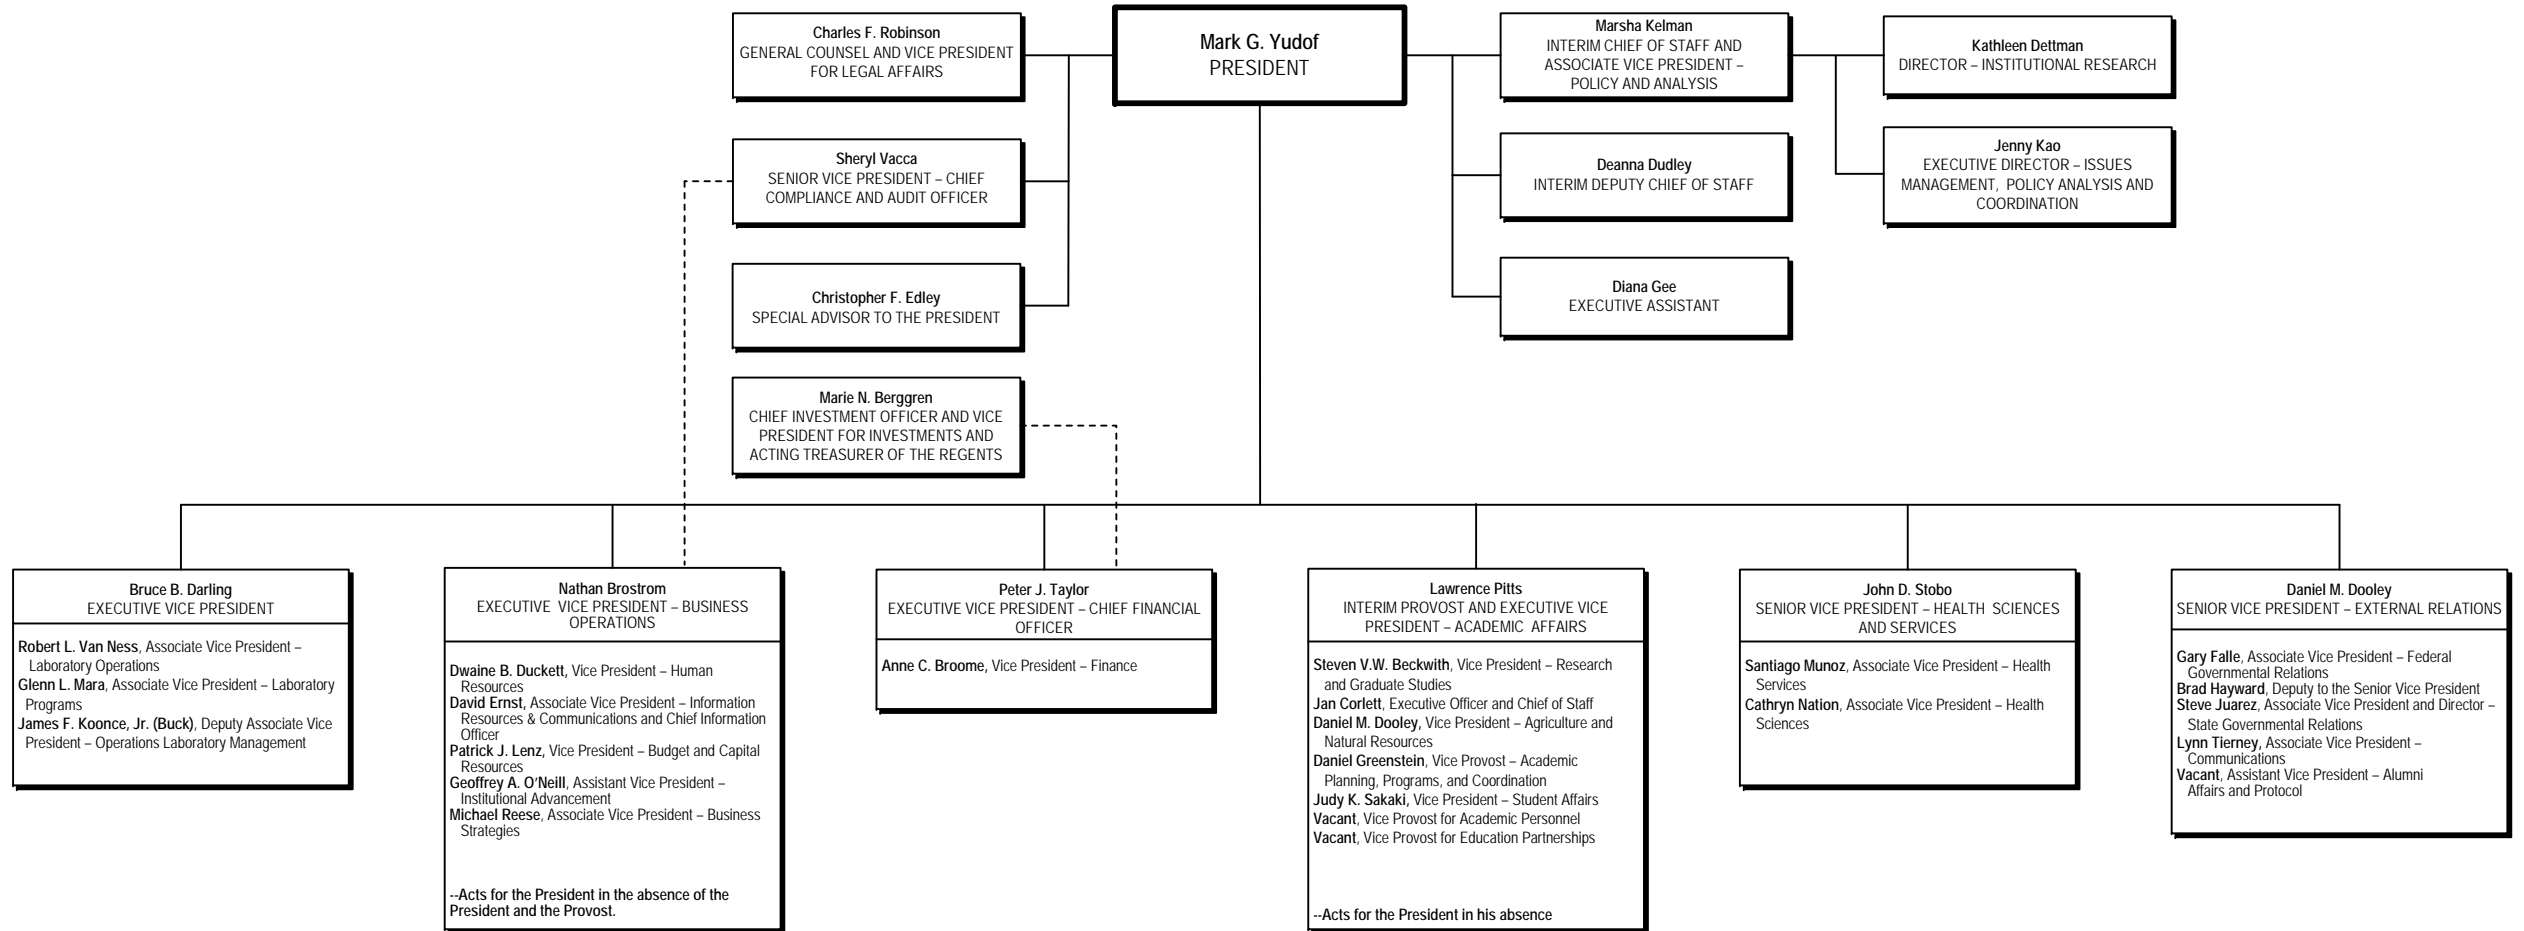 Charles F. Robinson
GENERAL COUNSEL AND VICE PRESIDENT
FOR LEGAL AFFAIRS
Mark G. Yudof
PRESIDENT
Marsha Kelman
INTERIM CHIEF OF STAFF AND
ASSOCIATE VICE PRESIDENT –
POLICY AND ANALYSIS
Kathleen Dettman
DIRECTOR – INSTITUTIONAL RESEARCH
Sheryl Vacca
SENIOR VICE PRESIDENT – CHIEF
COMPLIANCE AND AUDIT OFFICER
Deanna Dudley
INTERIM DEPUTY CHIEF OF STAFF
Jenny Kao
EXECUTIVE DIRECTOR – ISSUES
MANAGEMENT, POLICY ANALYSIS AND
COORDINATION
Christopher F. Edley
SPECIAL ADVISOR TO THE PRESIDENT
Diana Gee
EXECUTIVE ASSISTANT
Marie N. Berggren
CHIEF INVESTMENT OFFICER AND VICE
PRESIDENT FOR INVESTMENTS AND
ACTING TREASURER OF THE REGENTS
Bruce B. Darling
EXECUTIVE VICE PRESIDENT
Robert L. Van Ness, Associate Vice President –
Laboratory Operations
Glenn L. Mara, Associate Vice President – Laboratory
Programs
James F. Koonce, Jr. (Buck), Deputy Associate Vice
President – Operations Laboratory Management
Nathan Brostrom
EXECUTIVE VICE PRESIDENT – BUSINESS
OPERATIONS
Dwaine B. Duckett, Vice President – Human
Resources
David Ernst, Associate Vice President – Information
Resources & Communications and Chief Information
Officer
Patrick J. Lenz, Vice President – Budget and Capital
Resources
Geoffrey A. O'Neill, Assistant Vice President –
Institutional Advancement
Michael Reese, Associate Vice President – Business
Strategies
--Acts for the President in the absence of the
President and the Provost.
Peter J. Taylor
EXECUTIVE VICE PRESIDENT – CHIEF FINANCIAL
OFFICER
Anne C. Broome, Vice President – Finance
Lawrence Pitts
INTERIM PROVOST AND EXECUTIVE VICE
PRESIDENT – ACADEMIC AFFAIRS
Steven V.W. Beckwith, Vice President – Research
and Graduate Studies
Jan Corlett, Executive Officer and Chief of Staff
Daniel M. Dooley, Vice President – Agriculture and
Natural Resources
Daniel Greenstein, Vice Provost – Academic
Planning, Programs, and Coordination
Judy K. Sakaki, Vice President – Student Affairs
Vacant, Vice Provost for Academic Personnel
Vacant, Vice Provost for Education Partnerships
--Acts for the President in his absence
John D. Stobo
SENIOR VICE PRESIDENT – HEALTH SCIENCES
AND SERVICES
Santiago Munoz, Associate Vice President – Health
Services
Cathryn Nation, Associate Vice President – Health
Sciences
Daniel M. Dooley
SENIOR VICE PRESIDENT – EXTERNAL RELATIONS
Gary Falle, Associate Vice President – Federal
Governmental Relations
Brad Hayward, Deputy to the Senior Vice President
Steve Juarez, Associate Vice President and Director –
State Governmental Relations
Lynn Tierney, Associate Vice President –
Communications
Vacant, Assistant Vice President – Alumni
Affairs and Protocol